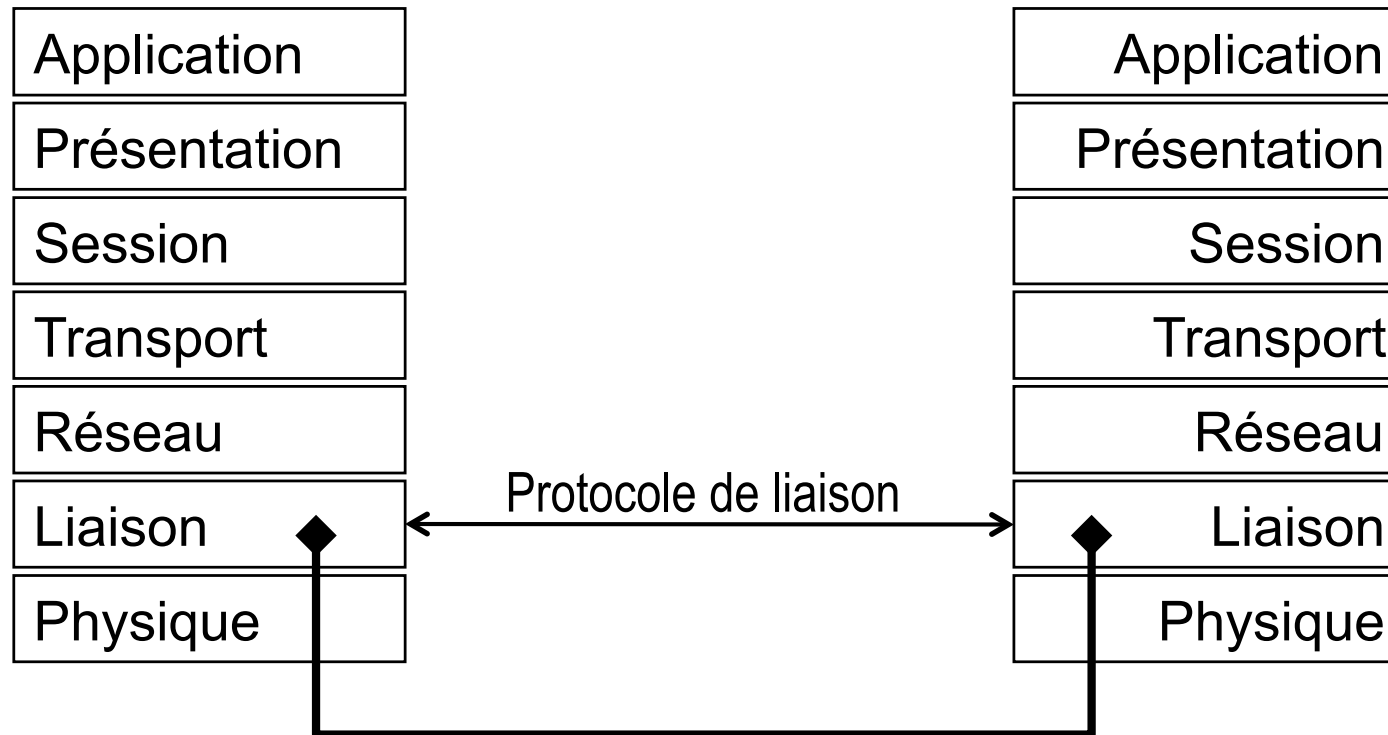 Application
Application
Présentation
Présentation
Session
Session
Transport
Transport
Réseau
Réseau
Protocole de liaison
Liaison
Liaison
Physique
Physique